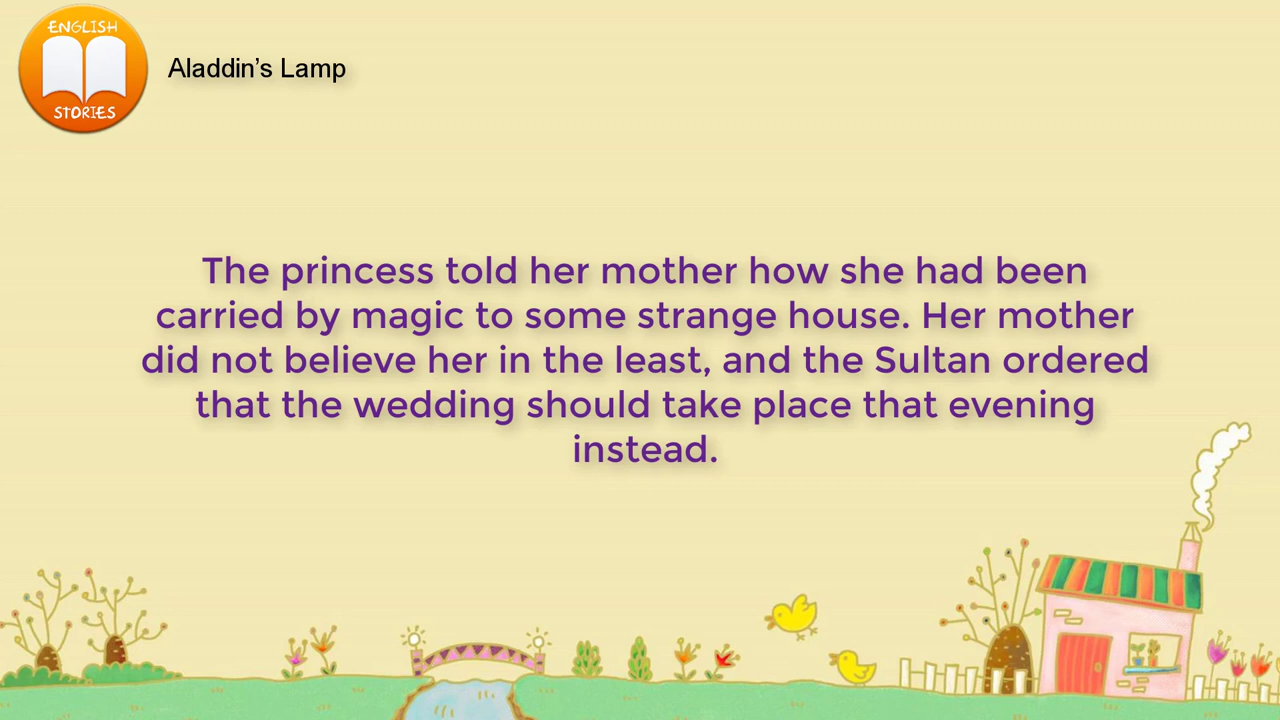 ENGLISH
STORIES
Aladdin’s Lamp
The princess told her mother how she had been
carried by magic to some strange house. Her mother
did not believe her in the least, and the Sultan ordered
that the wedding should take place that evening
instead.